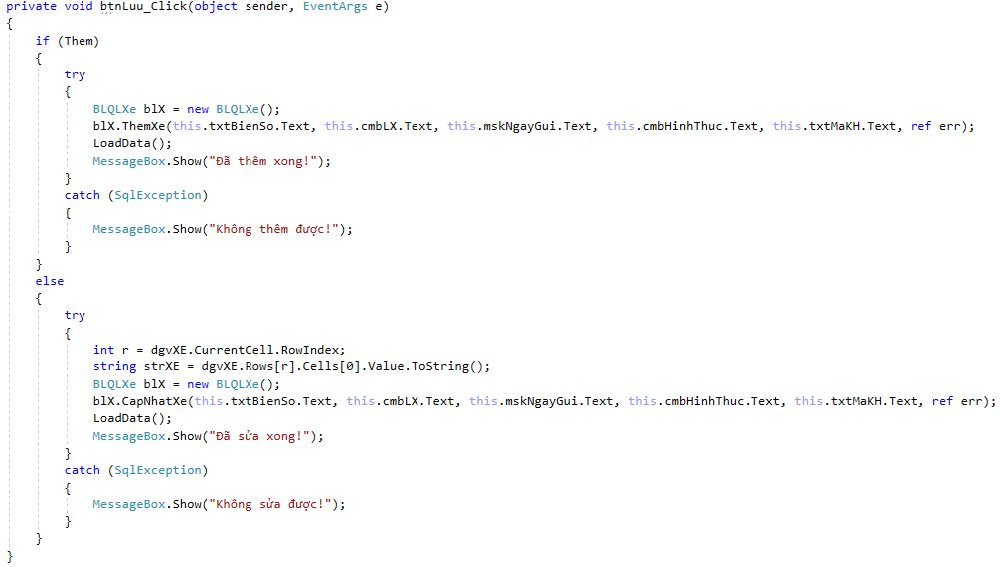 private void btnLuu_Click(object sender, EventArgs e)
{
    if (Them)
    {
        try
        {
            BLQLXe blX = new BLQLXe();
            blX.ThemXe(this.txtBienSo.Text, this.cmbLX.Text, this.mskNgayGui.Text, this.cmbHinhThuc.Text, this.txtMaKH.Text, ref err);
            LoadData();
            MessageBox.Show("Đã thêm xong!");
        }
        catch (SqlException)
        {
            MessageBox.Show("Không thêm được!");
        }
    }
    else
    {
        try
        {
            int r = dgvXE.CurrentCell.RowIndex;
            string strXE = dgvXE.Rows[r].Cells[0].Value.ToString();
            BLQLXe blX = new BLQLXe();
            blX.CapNhatXe(this.txtBienSo.Text, this.cmbLX.Text, this.mskNgayGui.Text, this.cmbHinhThuc.Text, this.txtMaKH.Text, ref err);
            LoadData();
            MessageBox.Show("Đã sửa xong!");
        }
        catch (SqlException)
        {
            MessageBox.Show("Không sửa được!");
        }
    }
}